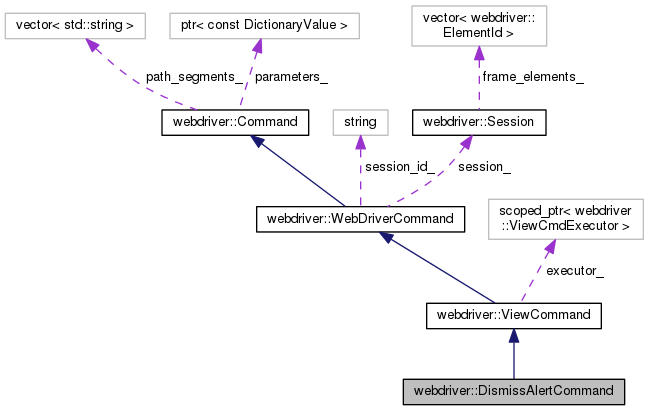 vector< std::string >
ptr< const DictionaryValue >
vector< webdriver::
ElementId >
path_segments_
parameters_
frame_elements_
webdriver::Command
string
webdriver::Session
session_id_
session_
webdriver::WebDriverCommand
scoped_ptr< webdriver
::ViewCmdExecutor >
executor_
webdriver::ViewCommand
webdriver::DismissAlertCommand